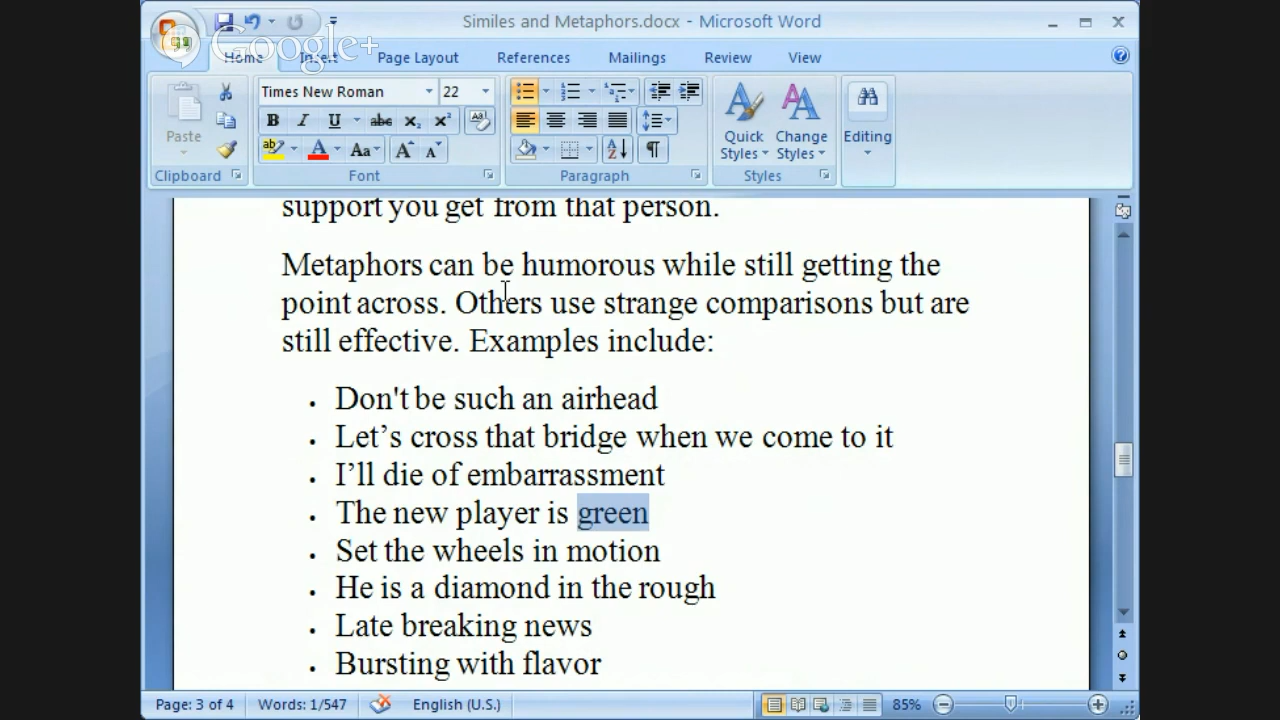 Similes and Metaphors.docx - Microsoft Word
Google+
Home Insert Page Layout References Mailings Review View
Times New Roman 22
Paste
Quick Styles
Change Styles
Editing
Clipboard Font Paragraph Styles
support you get from that person.
Metaphors can be humorous while still getting the
point across. Others use strange comparisons but are
still effective. Examples include:
• Don't be such an airhead
• Let’s cross that bridge when we come to it
• I’ll die of embarrassment
• The new player is green
• Set the wheels in motion
• He is a diamond in the rough
• Late breaking news
• Bursting with flavor
Page: 3 of 4 Words: 1/547 English (U.S.) 85%